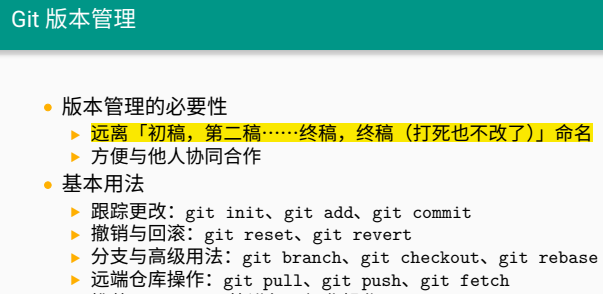 Git 版本管理
版本管理的必要性
远离「初稿，第二稿……终稿，终稿（打死也不改了）」命名
方便与他人协同合作
基本用法
跟踪更改：git init、git add、git commit
撤销与回滚：git reset、git revert
分支与高级用法：git branch、git checkout、git rebase
远端仓库操作：git pull、git push、git fetch